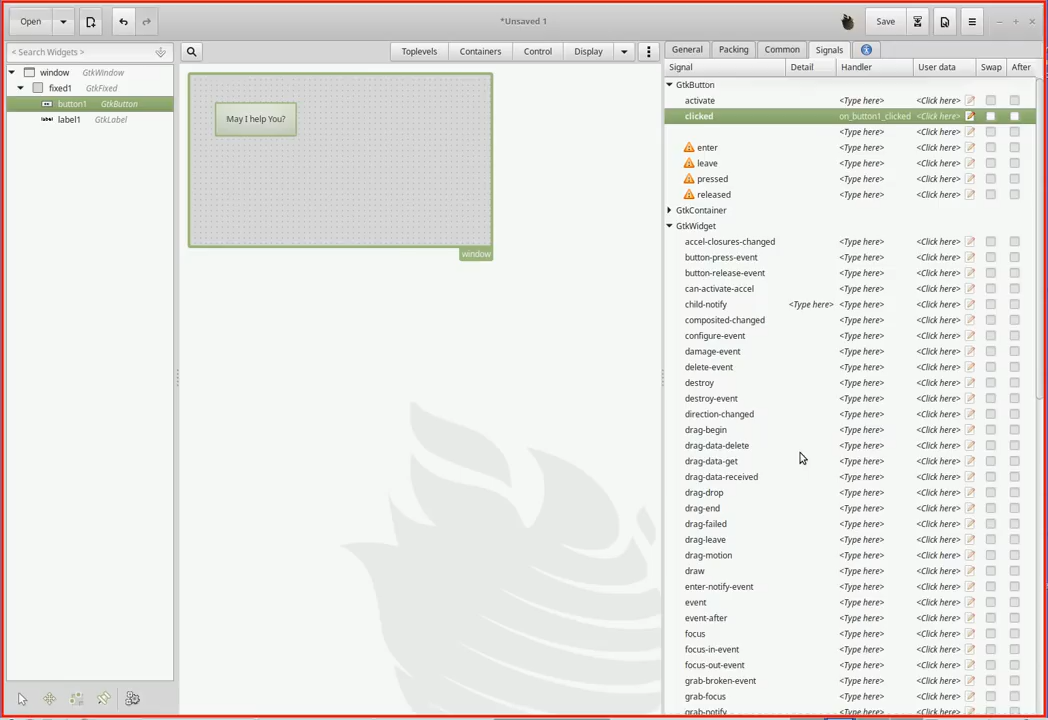 Open
*Unsaved 1
Save
< Search Widgets >
Toplevels Containers Control Display
General Packing Common Signals
window GtkWindow
fixed1 GtkFixed
button1 GtkButton
label1 GtkLabel
May I help You?
window
Signal Detail Handler User data Swap After
GtkButton
activate <Type here> <Click here>
clicked on_button1_clicked <Click here>
<Type here> <Click here>
enter <Type here> <Click here>
leave <Type here> <Click here>
pressed <Type here> <Click here>
released <Type here> <Click here>
GtkContainer
GtkWidget
accel-closures-changed <Type here> <Click here>
button-press-event <Type here> <Click here>
button-release-event <Type here> <Click here>
can-activate-accel <Type here> <Click here>
child-notify <Type here> <Type here> <Click here>
composited-changed <Type here> <Click here>
configure-event <Type here> <Click here>
damage-event <Type here> <Click here>
delete-event <Type here> <Click here>
destroy <Type here> <Click here>
destroy-event <Type here> <Click here>
direction-changed <Type here> <Click here>
drag-begin <Type here> <Click here>
drag-data-delete <Type here> <Click here>
drag-data-get <Type here> <Click here>
drag-data-received <Type here> <Click here>
drag-drop <Type here> <Click here>
drag-end <Type here> <Click here>
drag-failed <Type here> <Click here>
drag-leave <Type here> <Click here>
drag-motion <Type here> <Click here>
draw <Type here> <Click here>
enter-notify-event <Type here> <Click here>
event <Type here> <Click here>
event-after <Type here> <Click here>
focus <Type here> <Click here>
focus-in-event <Type here> <Click here>
focus-out-event <Type here> <Click here>
grab-broken-event <Type here> <Click here>
grab-focus <Type here> <Click here>
grab-notify <Type here> <Click here>